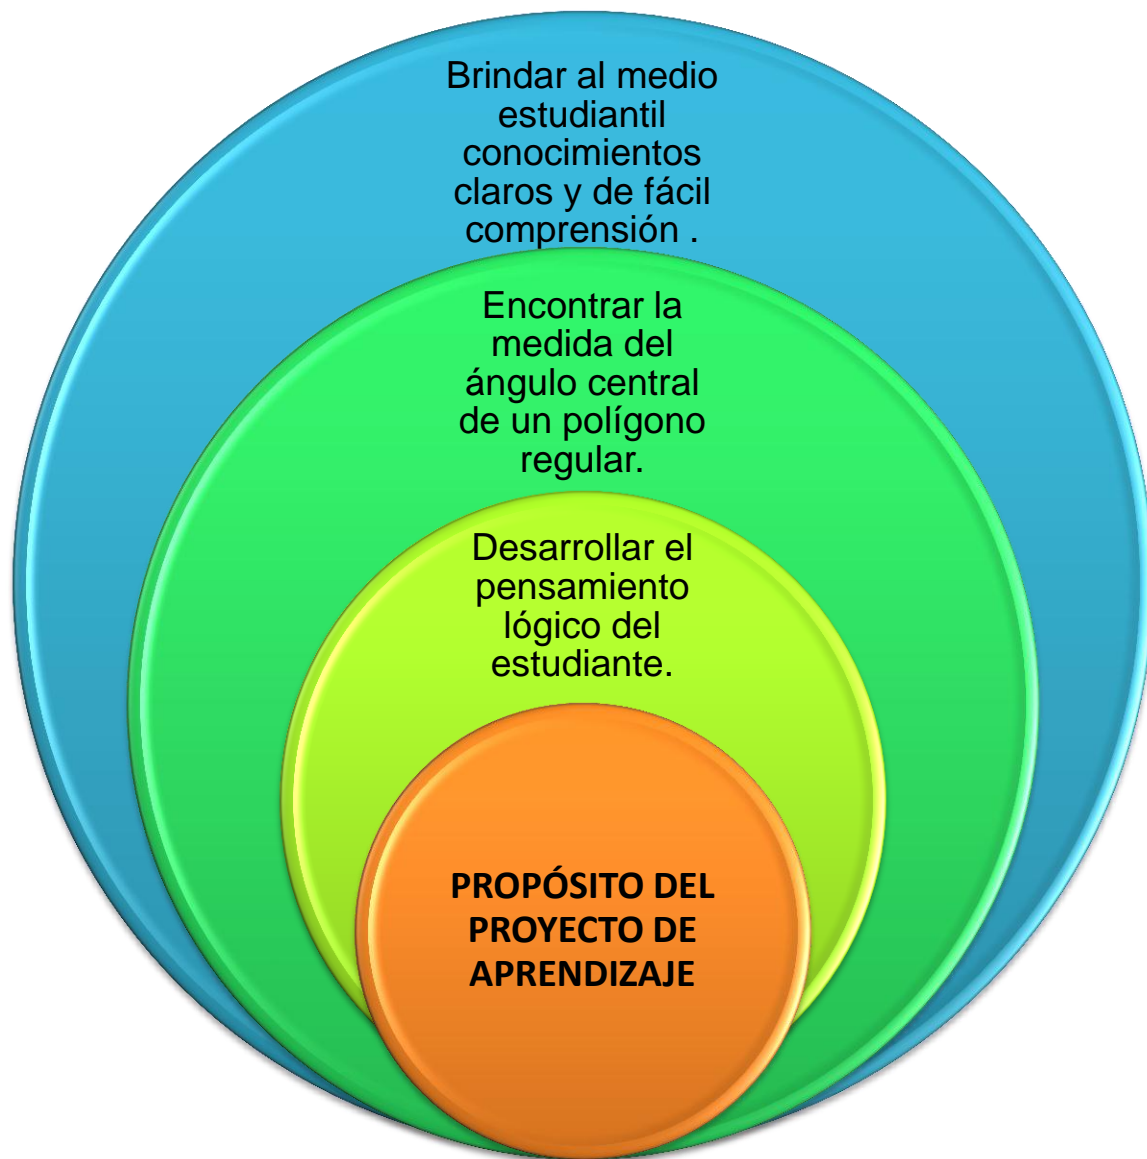 Brindar al medio
estudiantil
conocimientos
claros y de fácil
comprensión .
Encontrar la
medida del
ángulo central
de un polígono
regular.
Desarrollar el
pensamiento
lógico del
estudiante.
PROPÓSITO DEL
PROYECTO DE
APRENDIZAJE